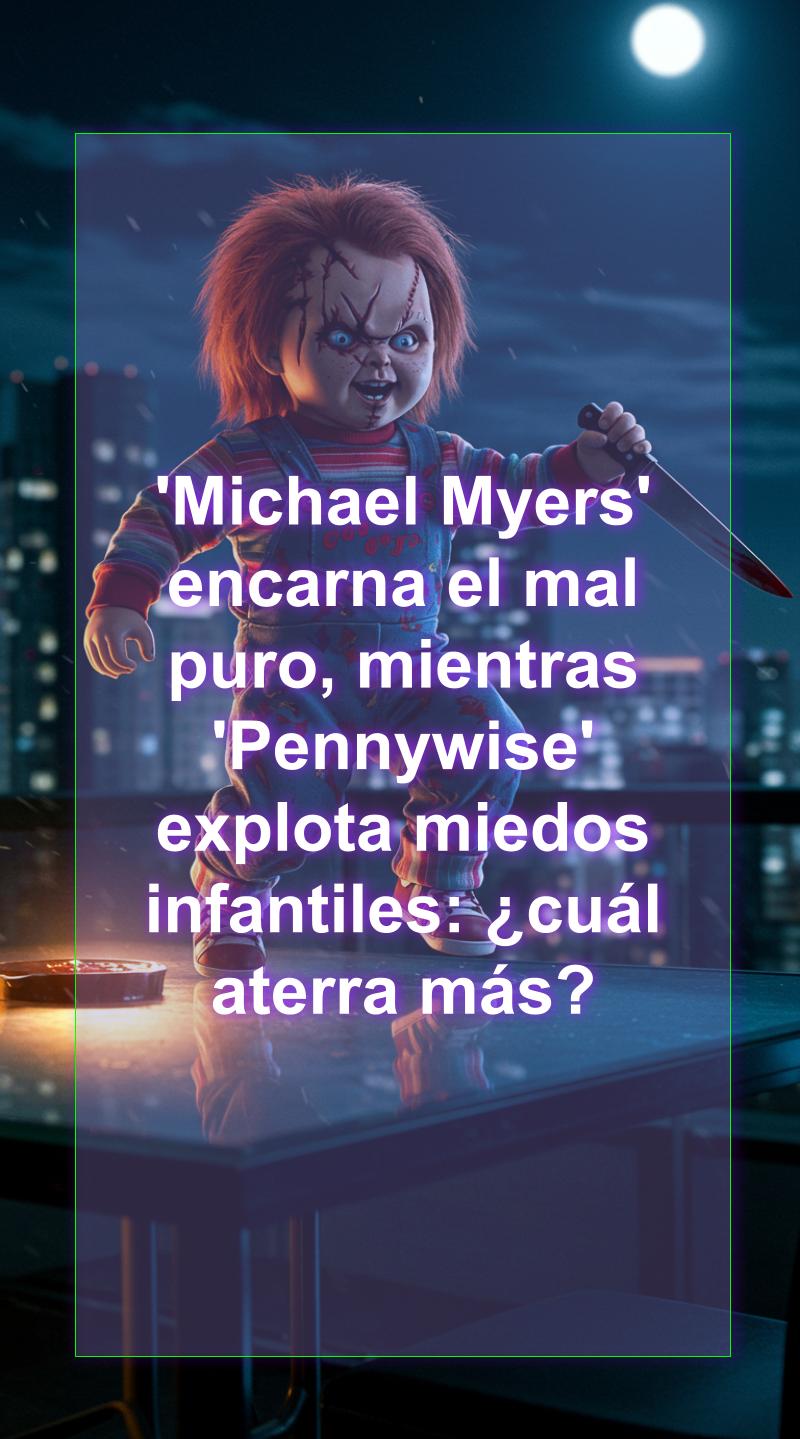 'Michael Myers'
encarna el mal
puro, mientras
'Pennywise'
explota miedos
infantiles: ¿cuál
aterra más?